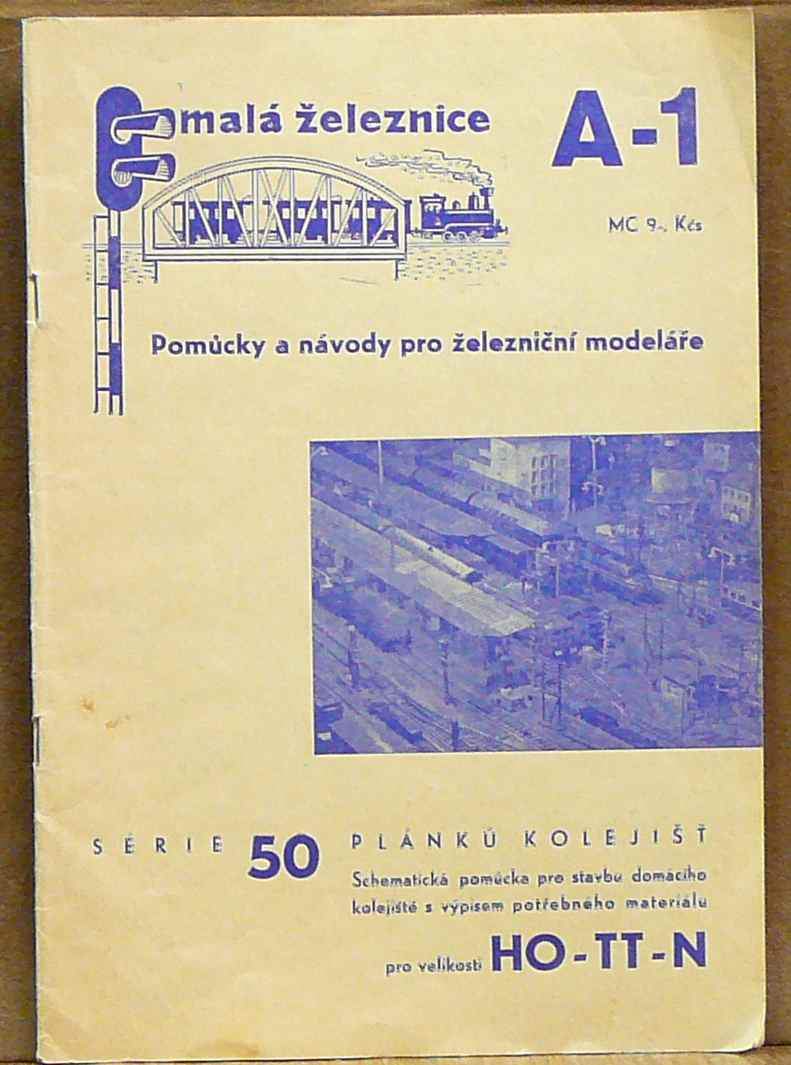 malá železnice
A-1
MC 9-, Kčs
Pomůcky a návody pro železniční modeláře
SÉRIE 50 PLÁNKŮ KOLEJIŠŤ
Schematická pomůcka pro stavbu domácího
kolejiště s výpisem potřebného materiálu
pro velikosti HO-TT-N